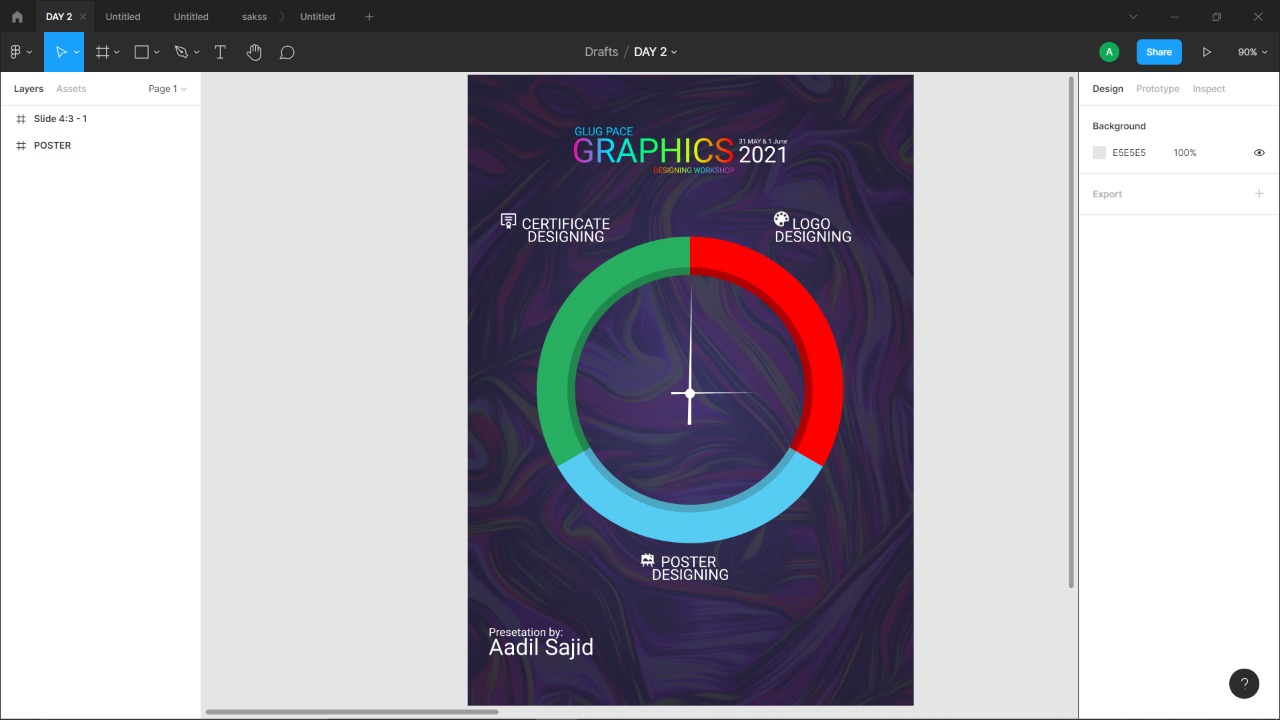 DAY 2
Untitled
Untitled
sakss
Untitled
Drafts / DAY 2
A
Share
90%
Layers
Assets
Page 1
Slide 4:3 - 1
POSTER
Design
Prototype
Inspect
Background
E5E5E5
100%
Export
GLUG PACE
GRAPHICS
31 MAY & 1 June
2021
DESIGNING WORKSHOP
CERTIFICATE
DESIGNING
LOGO
DESIGNING
POSTER
DESIGNING
Presetation by:
Aadil Sajid
?